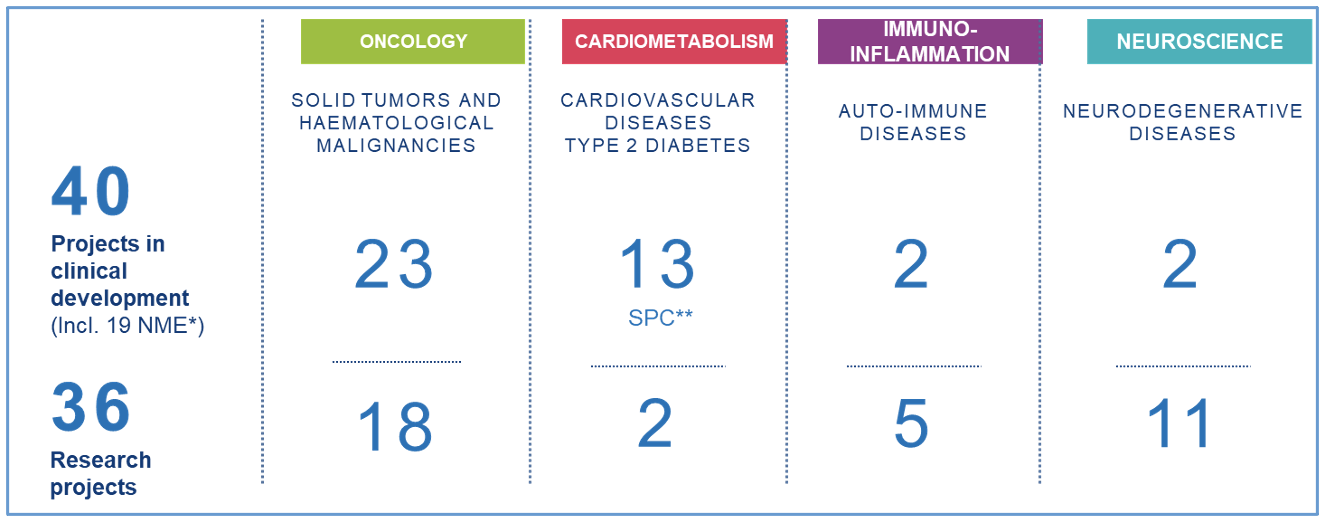 ONCOLOGY
CARDIOMETABOLISM
IMMUNO-
INFLAMMATION
NEUROSCIENCE
SOLID TUMORS AND
HAEMATOLOGICAL
MALIGNANCIES
CARDIOVASCULAR
DISEASES
TYPE 2 DIABETES
AUTO-IMMUNE
DISEASES
NEURODEGENERATIVE
DISEASES
40
Projects in
clinical
development
(Incl. 19 NME*)
23
13
SPC**
2
2
36
Research
projects
18
2
5
11